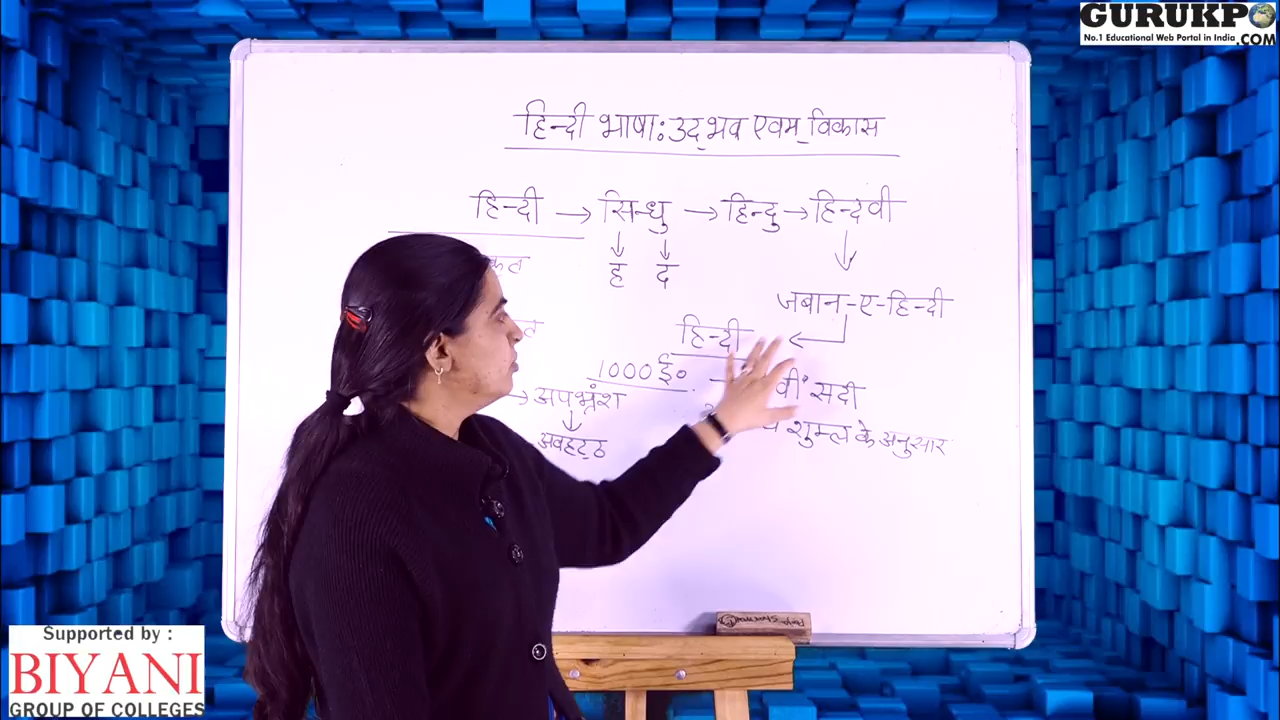 GURUKPO
No.1 Educational Web Portal in India
.COM
हिन्दी भाषा: उद्‌भव एवम् विकास
हिन्दी → सिन्धु → हिन्दु → हिन्दवी
ह द
जबान-ए-हिन्दी
हिन्दी
1000 ई०
वीं सदी
→ अपभ्रंश
शुक्ल के अनुसार
अवहट्ठ
Supported by :
BIYANI
GROUP OF COLLEGES